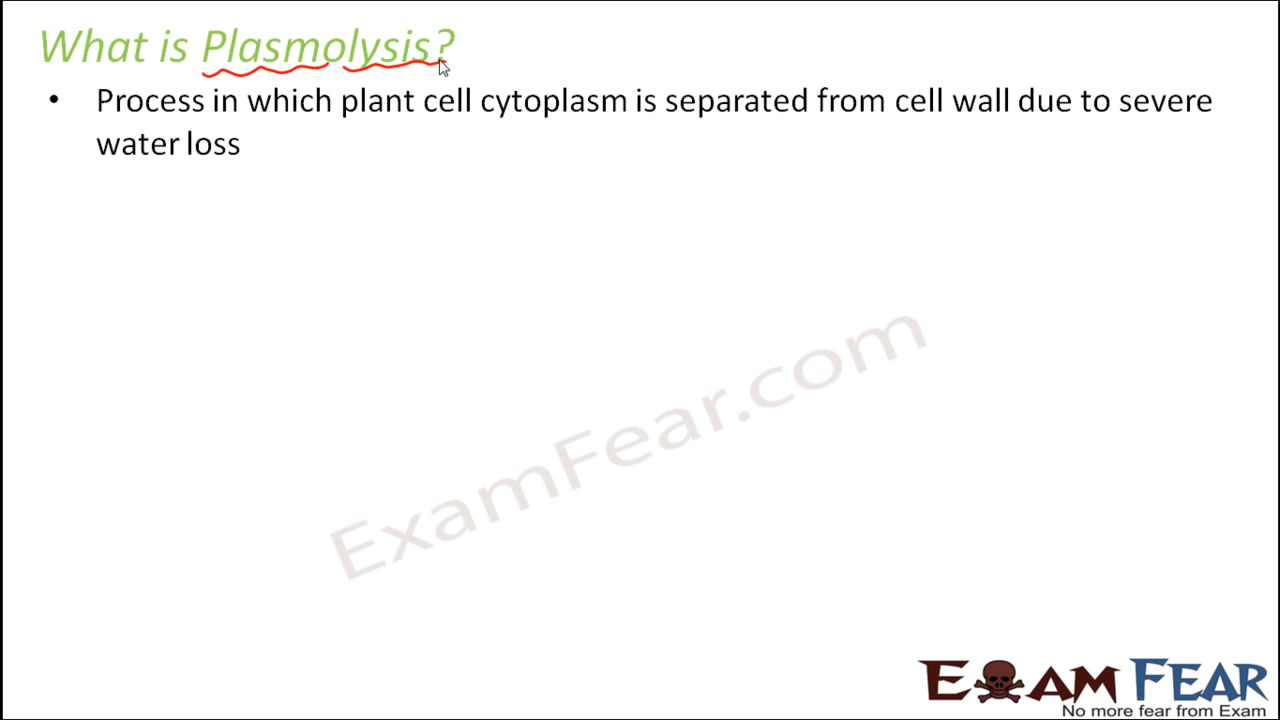 What is Plasmolysis?
• Process in which plant cell cytoplasm is separated from cell wall due to severe
water loss
ExamFear.com
EXAM FEAR
No more fear from Exam